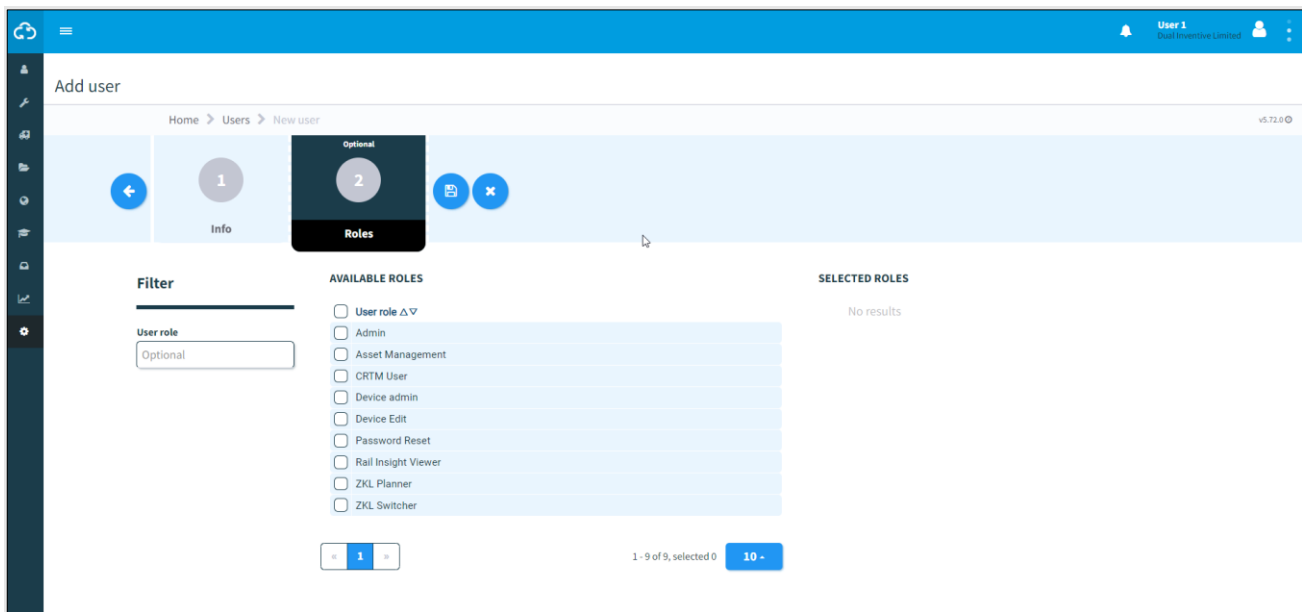 User 1
Dual Inventive Limited
Add user
Home Users New user
v5.72.0
Optional
1
2
Info
Roles
Filter
User role
Optional
AVAILABLE ROLES
User role
Admin
Asset Management
CRTM User
Device admin
Device Edit
Password Reset
Rail Insight Viewer
ZKL Planner
ZKL Switcher
« 1 »
1 - 9 of 9, selected 0
10
SELECTED ROLES
No results